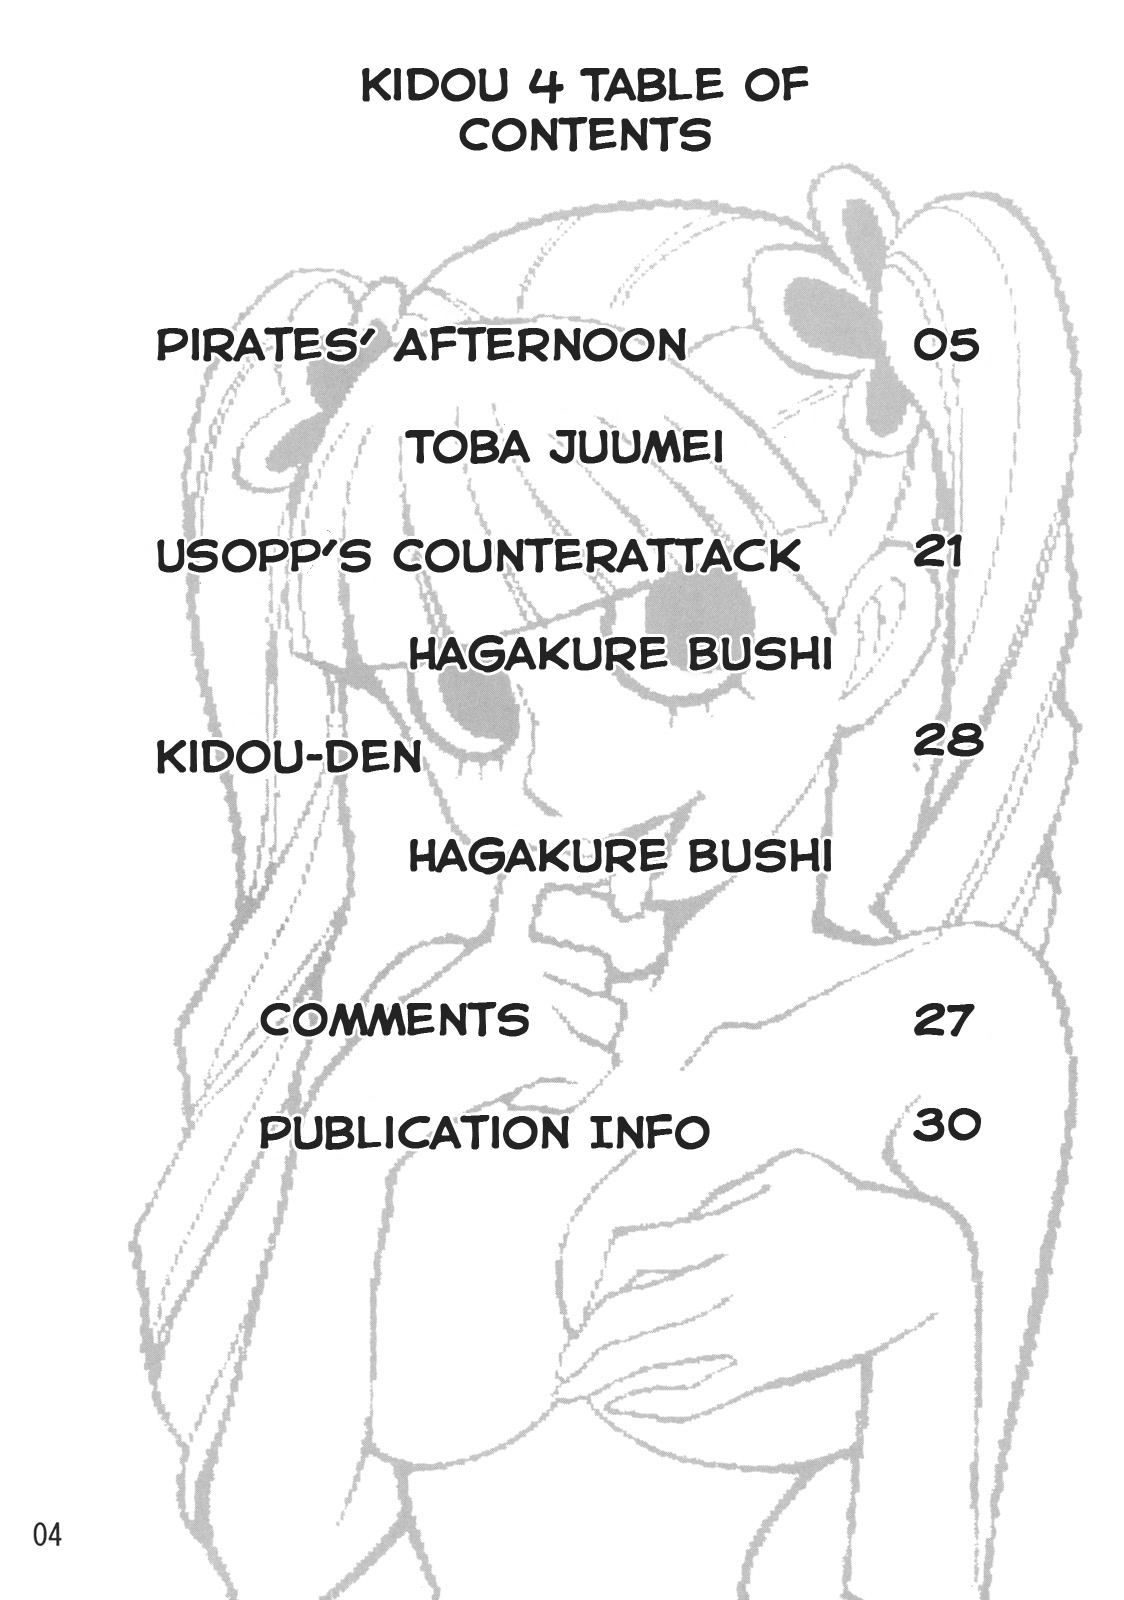 KIDOU 4 TABLE OF
CONTENTS
PIRATES' AFTERNOON 05
TOBA JUUMEI
USOPP'S COUNTERATTACK 21
HAGAKURE BUSHI
KIDOU-DEN 28
HAGAKURE BUSHI
COMMENTS 27
PUBLICATION INFO 30
04